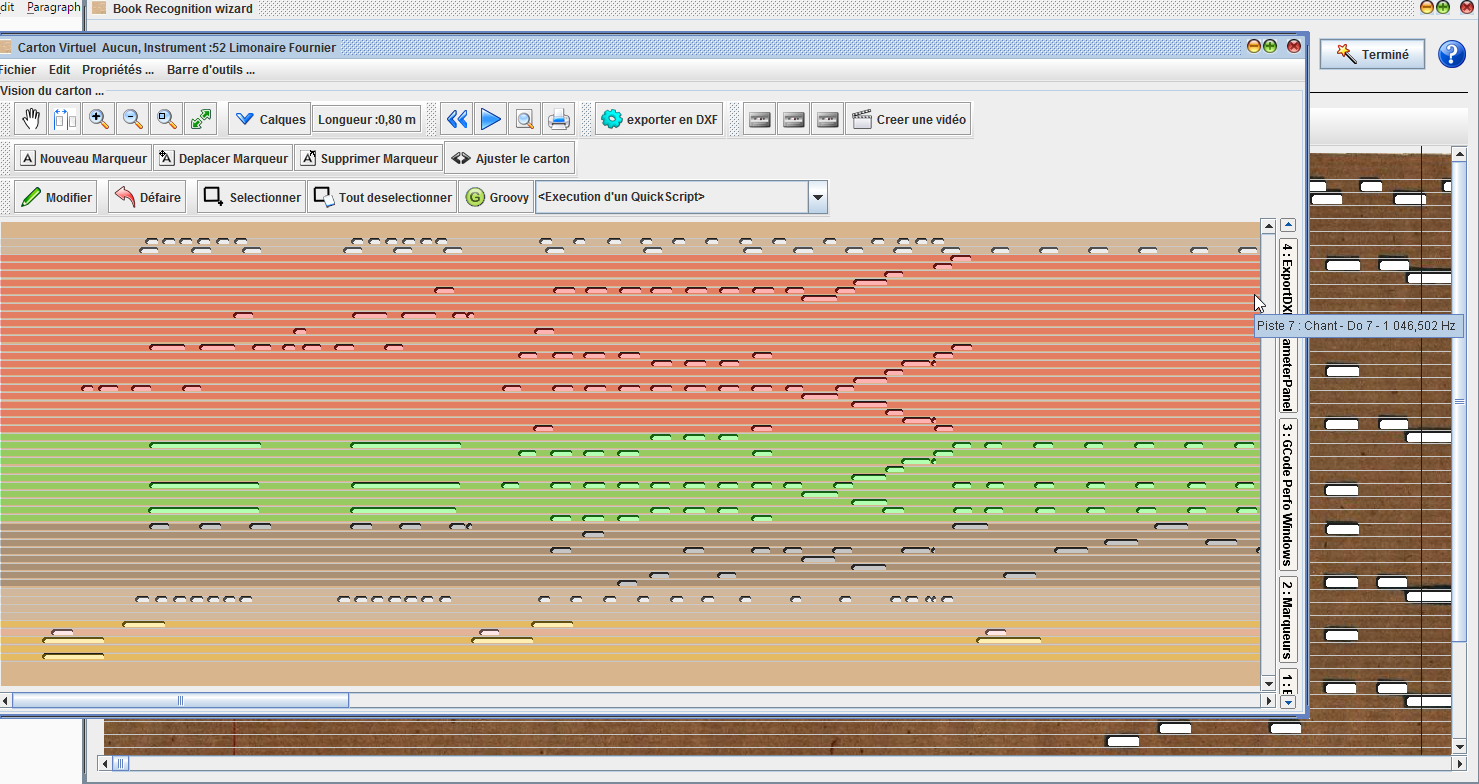 dit Paragraph
Book Recognition wizard
Carton Virtuel Aucun, Instrument :52 Limonaire Fournier
Terminé
Fichier Edit Propriétés ... Barre d'outils ...
Vision du carton ...
Calques Longueur :0,80 m exporter en DXF Creer une vidéo
A Nouveau Marqueur A Deplacer Marqueur A Supprimer Marqueur Ajuster le carton
Modifier Défaire Selectionner Tout deselectionner G Groovy <Execution d'un QuickScript>
4 : ExportDX
Piste 7 : Chant - Do 7 - 1 046,502 Hz
ameterPanel
3 : GCode Perfo Windows
2 : Marqueurs
1 :